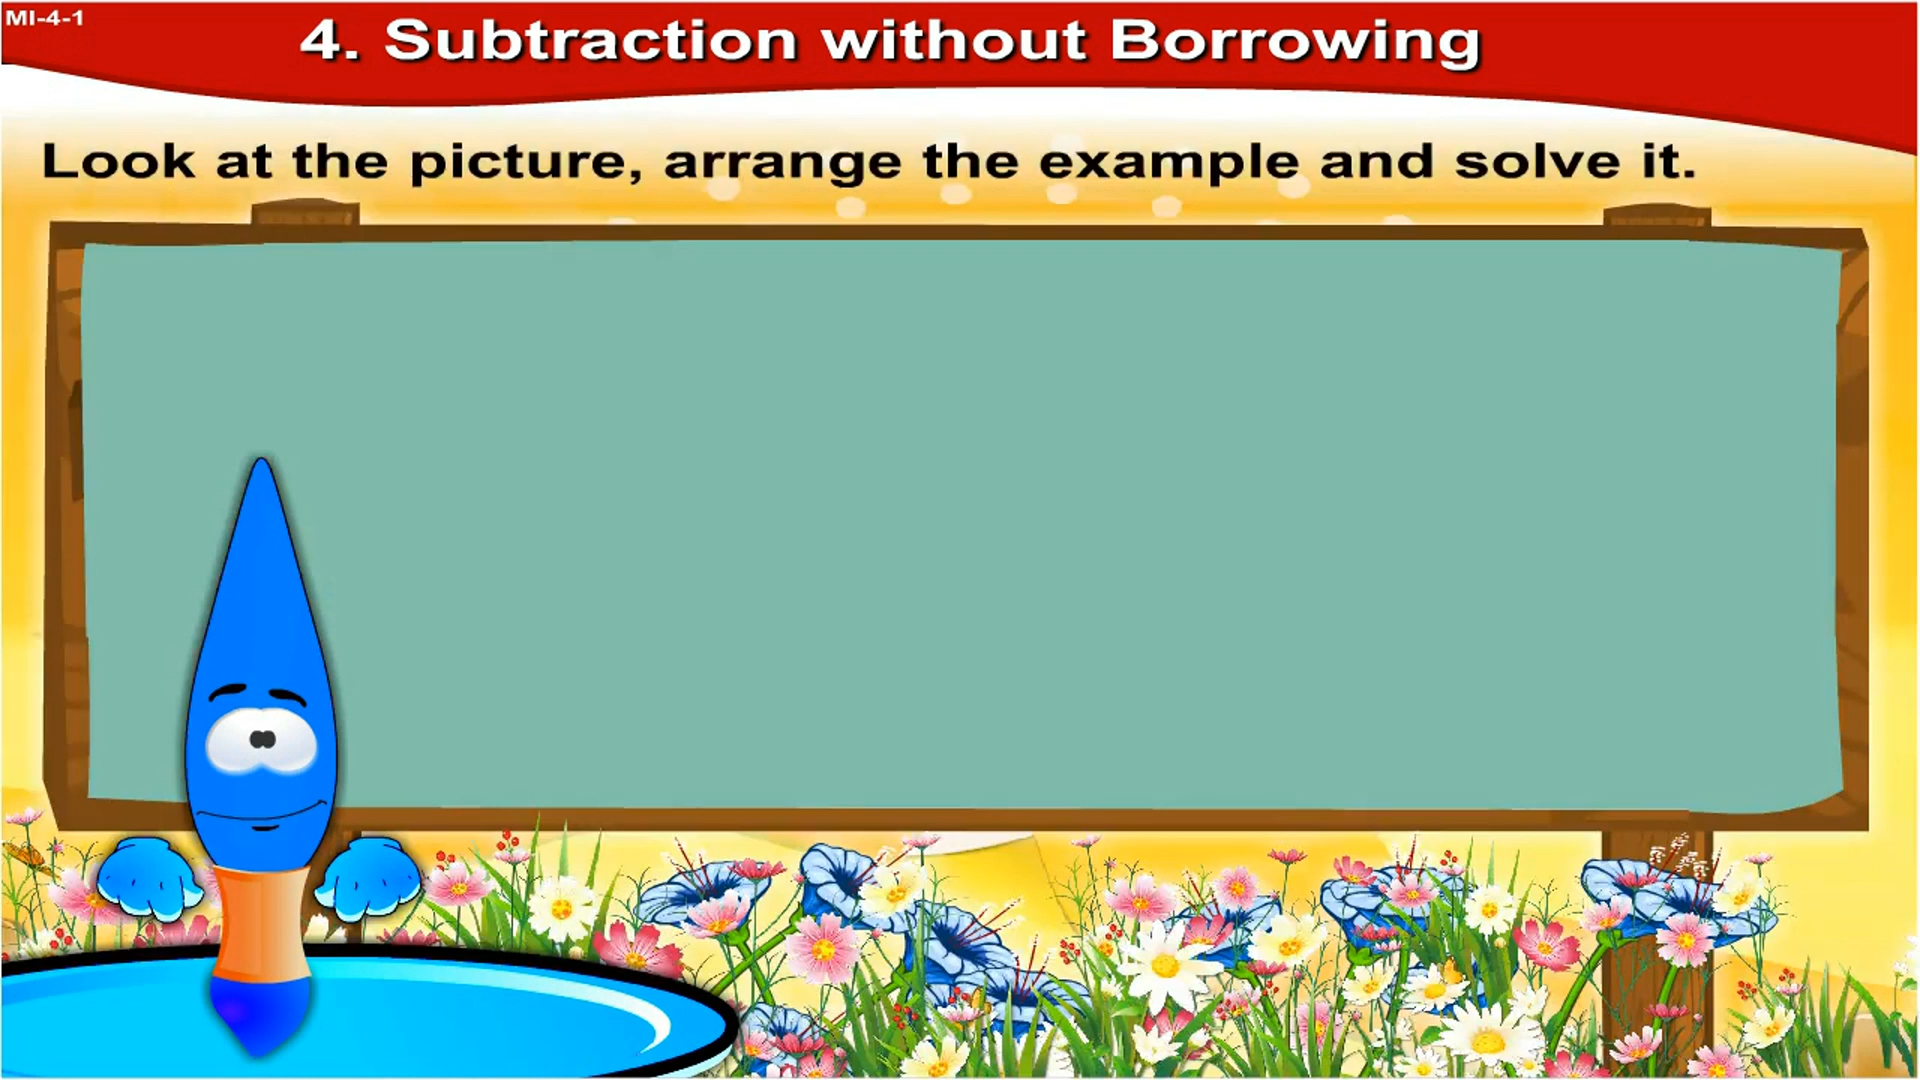 MI-4-1
4. Subtraction without Borrowing
Look at the picture, arrange the example and solve it.